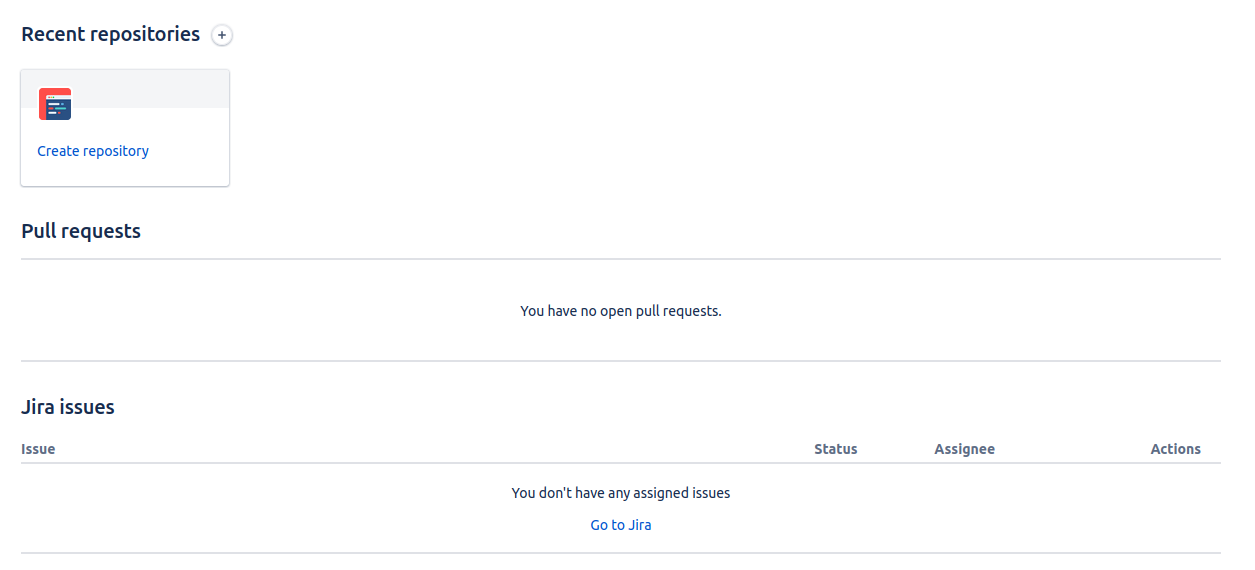 Recent repositories +
Create repository
Pull requests
You have no open pull requests.
Jira issues
Issue Status Assignee Actions
You don't have any assigned issues
Go to Jira